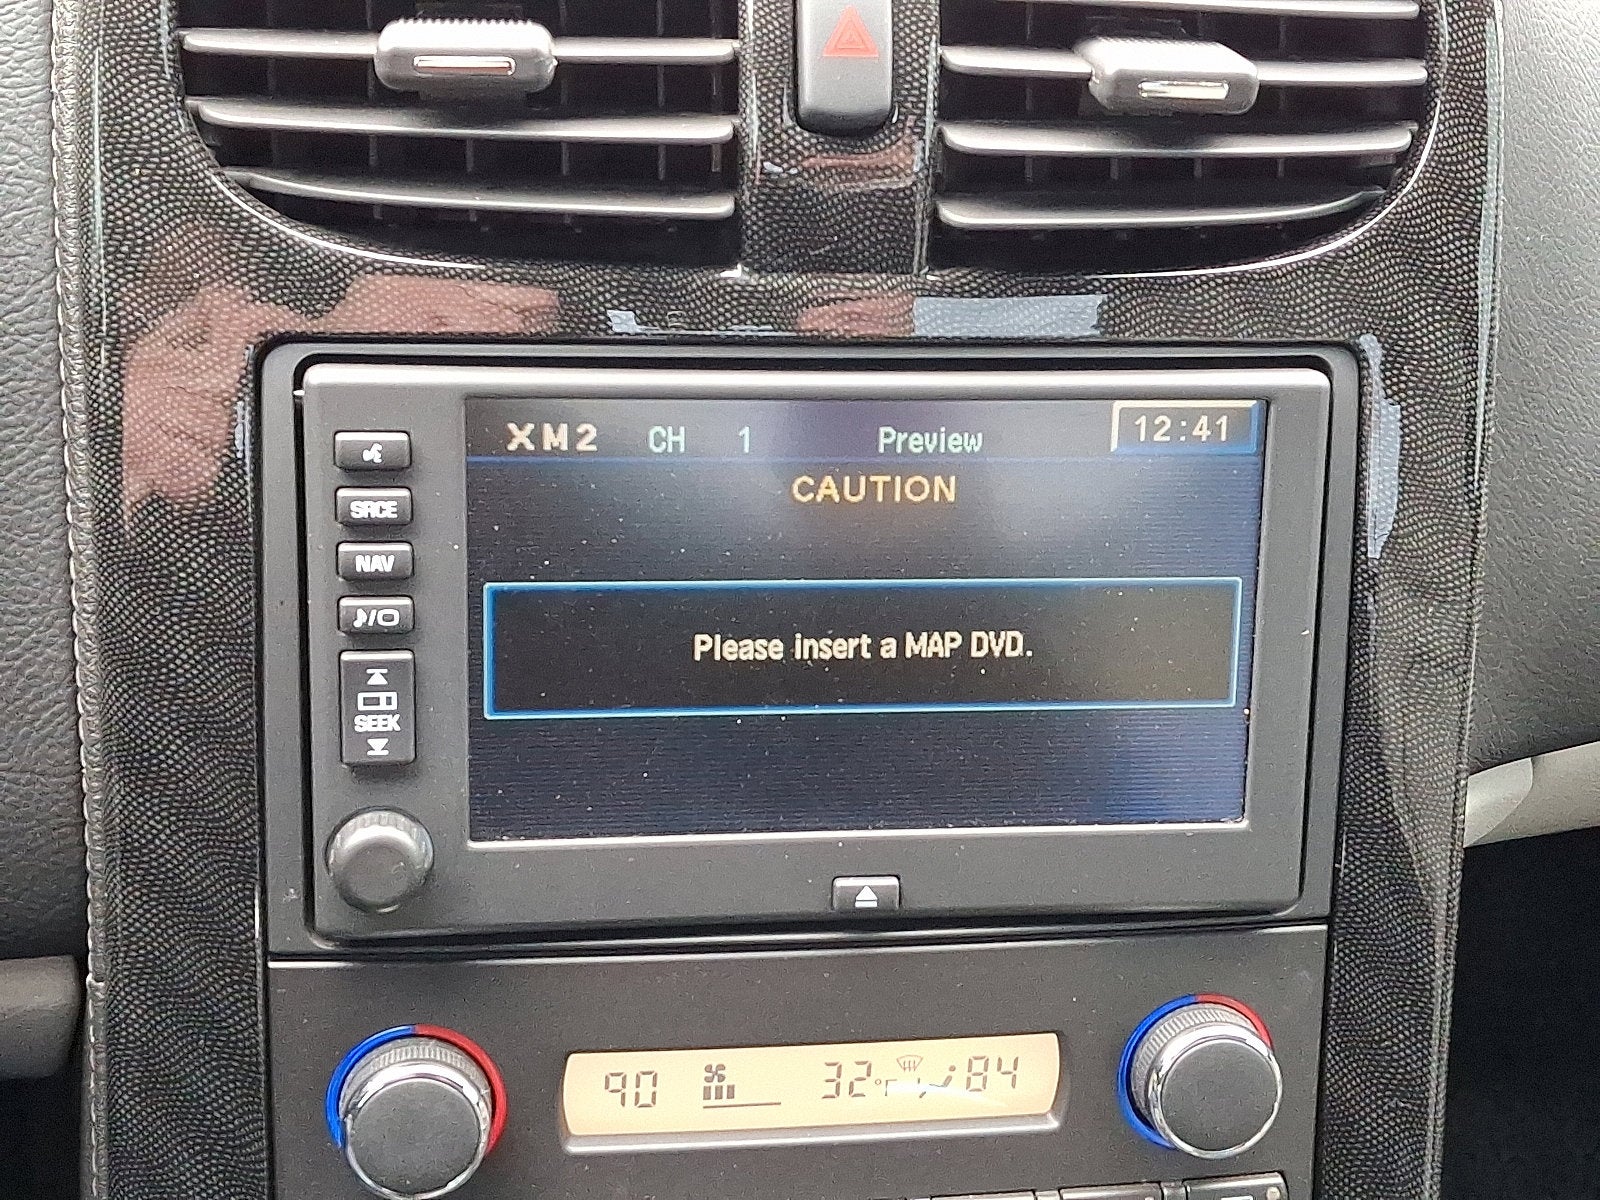 XM2 CH 1 Preview 12:41
CAUTION
SRCE
NAV
Please insert a MAP DVD.
SEEK
90 32°F 84